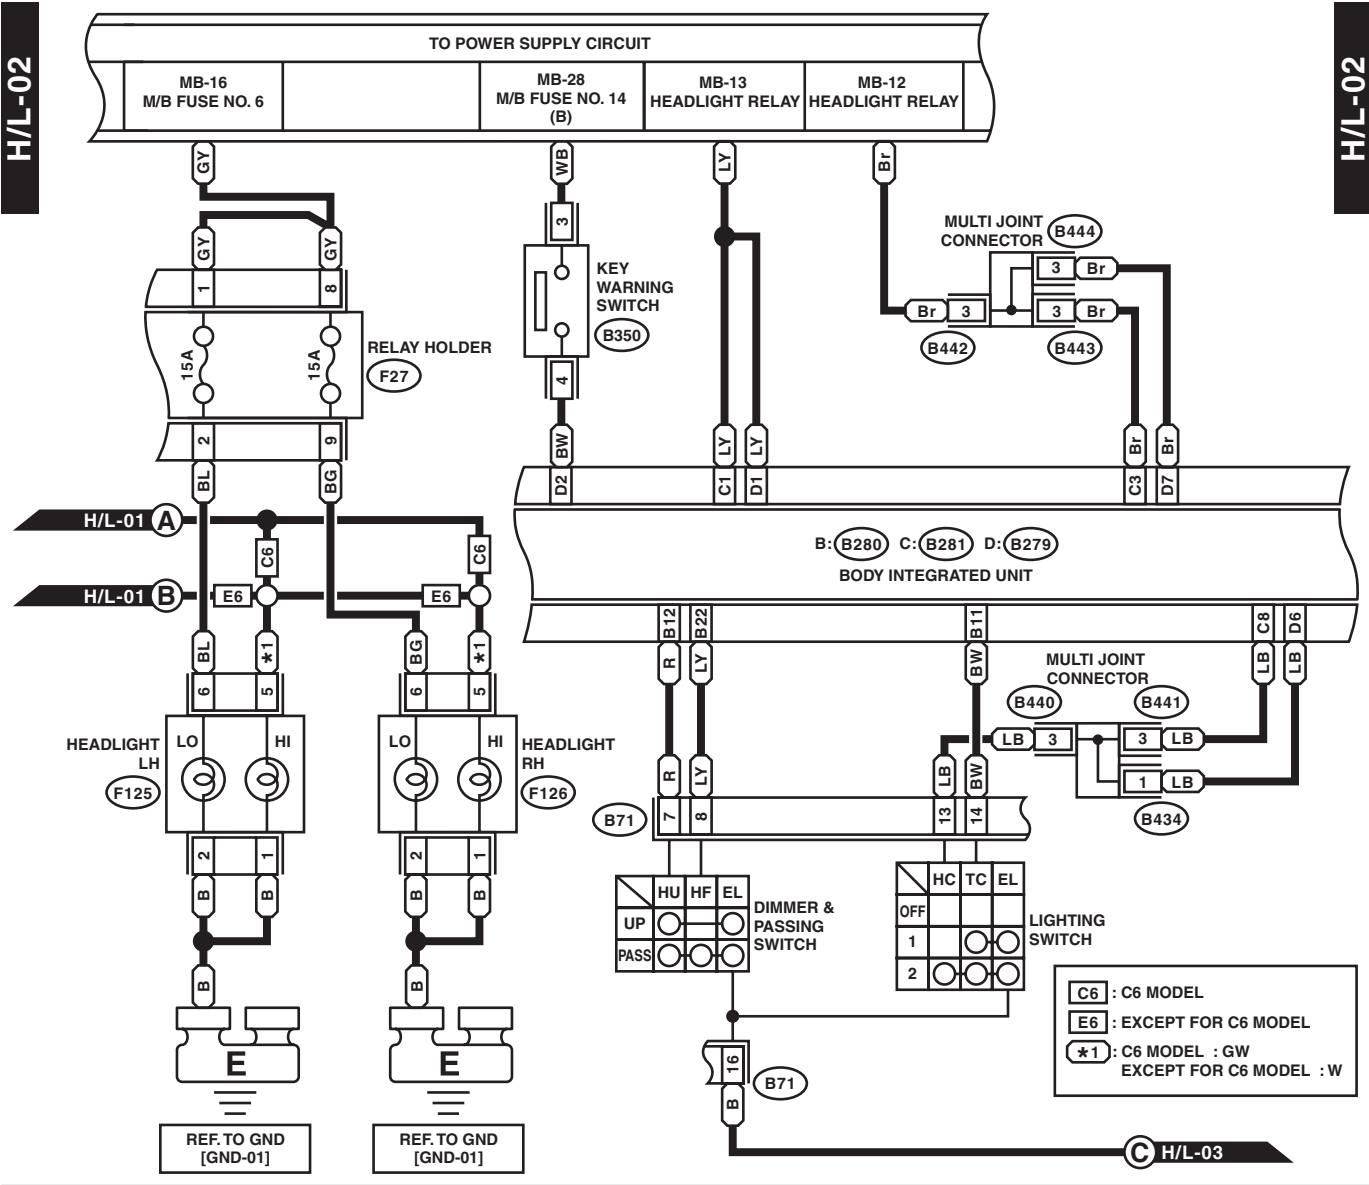 H/L-02
H/L-02
TO POWER SUPPLY CIRCUIT
MB-16
M/B FUSE NO. 6
MB-28
M/B FUSE NO. 14
(B)
MB-13
HEADLIGHT RELAY
MB-12
HEADLIGHT RELAY
GY
WB
LY
Br
GY
GY
1
8
15A
15A
RELAY HOLDER
F27
2
9
BL
BG
3
KEY
WARNING
SWITCH
B350
4
BW
LY
LY
MULTI JOINT
CONNECTOR
B444
3
Br
Br
3
3
Br
B442
B443
Br
Br
D2
C1
D1
C3
D7
B: B280 C: B281 D: B279
BODY INTEGRATED UNIT
H/L-01 A
C6
C6
H/L-01 B
E6
E6
BL
*1
BG
*1
6
5
6
5
HEADLIGHT
LH
F125
LO
HI
LO
HI
HEADLIGHT
RH
F126
2
1
2
1
B
B
B
B
B
B
E
E
REF. TO GND
[GND-01]
REF. TO GND
[GND-01]
B12
B22
B11
C8
D6
R
LY
BW
LB
LB
MULTI JOINT
CONNECTOR
B440
B441
LB
3
3
LB
1
LB
B434
R
LY
LB
BW
B71
7
8
13
14
HU
HF
EL
UP
PASS
DIMMER &
PASSING
SWITCH
HC
TC
EL
OFF
1
2
LIGHTING
SWITCH
16
B71
B
C H/L-03
C6 : C6 MODEL
E6 : EXCEPT FOR C6 MODEL
*1 : C6 MODEL : GW
EXCEPT FOR C6 MODEL : W